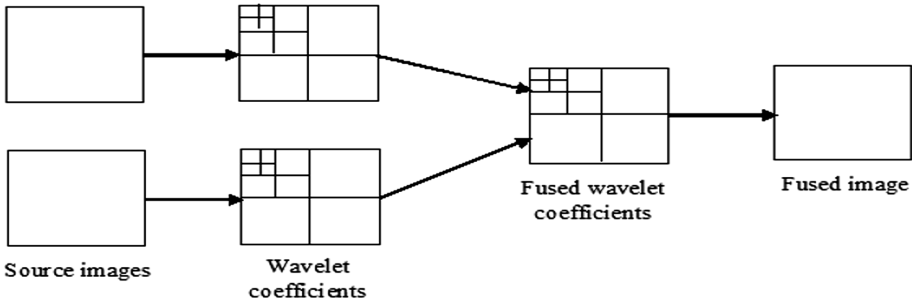 Source images
Wavelet
coefficients
Fused wavelet
coefficients
Fused image